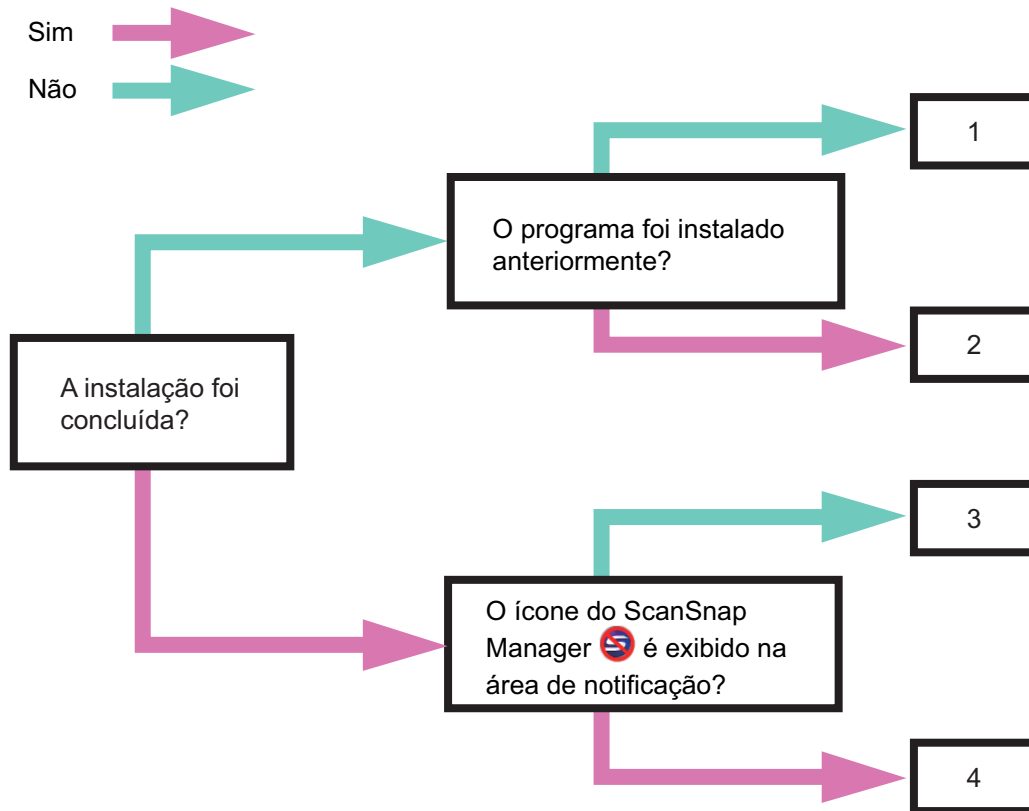 Sim
Não
1
O programa foi instalado
anteriormente?
2
A instalação foi
concluída?
3
O ícone do ScanSnap
Manager é exibido na
área de notificação?
4